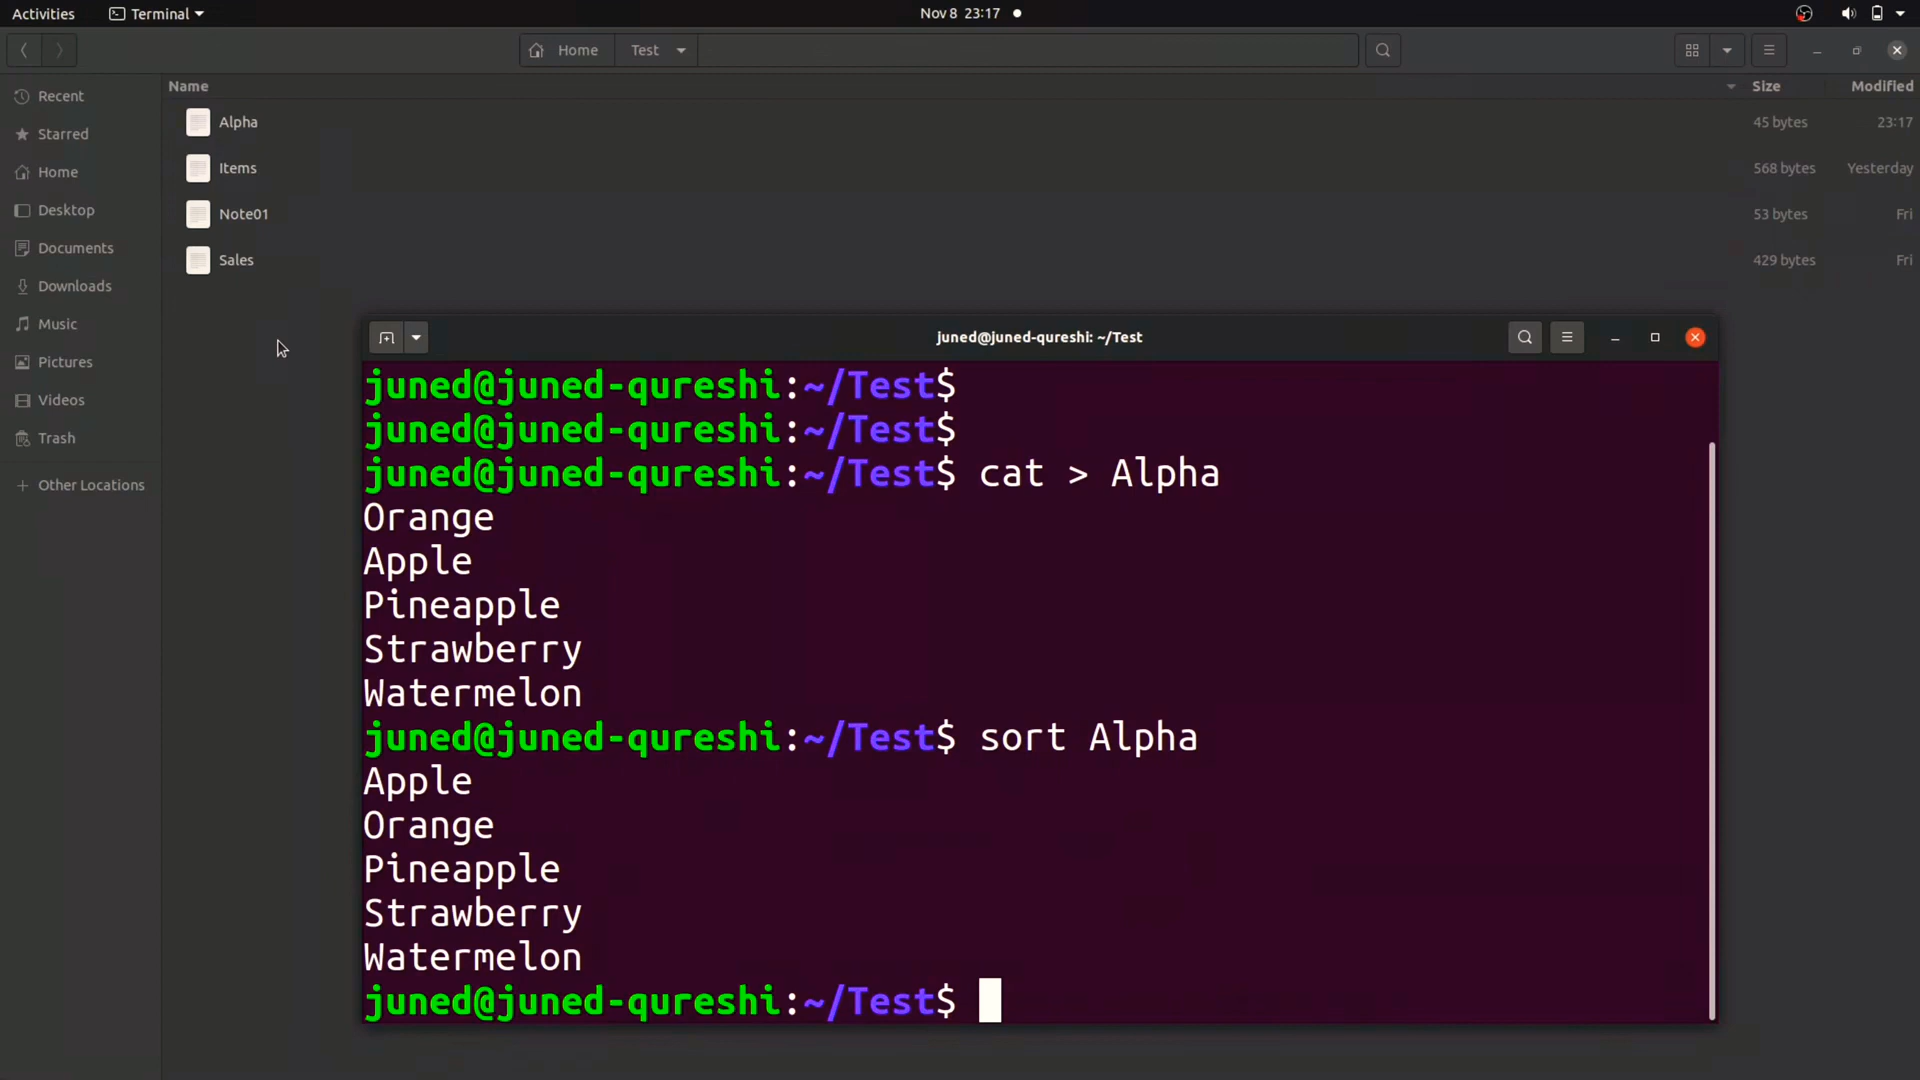 Activities Terminal Nov 8 23:17
Home Test
Name Size Modified
Recent
Starred
Home
Desktop
Documents
Downloads
Music
Pictures
Videos
Trash
Other Locations
Alpha 45 bytes 23:17
Items 568 bytes Yesterday
Note01 53 bytes Fri
Sales 429 bytes Fri
juned@juned-qureshi: ~/Test
juned@juned-qureshi:~/Test$
juned@juned-qureshi:~/Test$
juned@juned-qureshi:~/Test$ cat > Alpha
Orange
Apple
Pineapple
Strawberry
Watermelon
juned@juned-qureshi:~/Test$ sort Alpha
Apple
Orange
Pineapple
Strawberry
Watermelon
juned@juned-qureshi:~/Test$